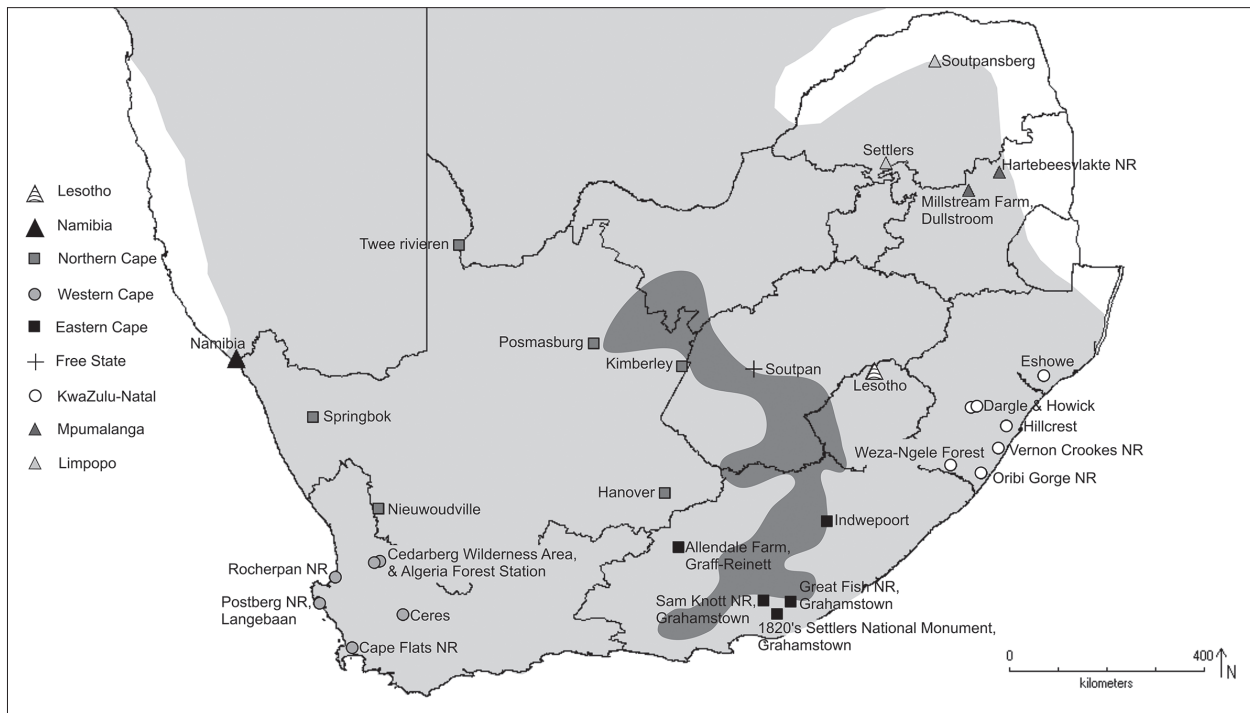 Soutpansberg
Settlers
Hartebeesvlakte NR
Millstream Farm,
Dullstroom
Lesotho
Namibia
Northern Cape
Western Cape
Eastern Cape
Free State
KwaZulu-Natal
Mpumalanga
Limpopo
Twee rivieren
Namibia
Posmasburg
Kimberley
Soutpan
Lesotho
Eshowe
Springbok
Dargle & Howick
Hillcrest
Vernon Crookes NR
Weza-Ngele Forest
Oribi Gorge NR
Hanover
Nieuwoudville
Indwepoort
Allendale Farm,
Graff-Reinett
Cedarberg Wilderness Area,
& Algeria Forest Station
Rocherpan NR
Postberg NR,
Langebaan
Ceres
Cape Flats NR
Sam Knott NR,
Grahamstown
Great Fish NR,
Grahamstown
1820's Settlers National Monument,
Grahamstown
0 400
kilometers
N